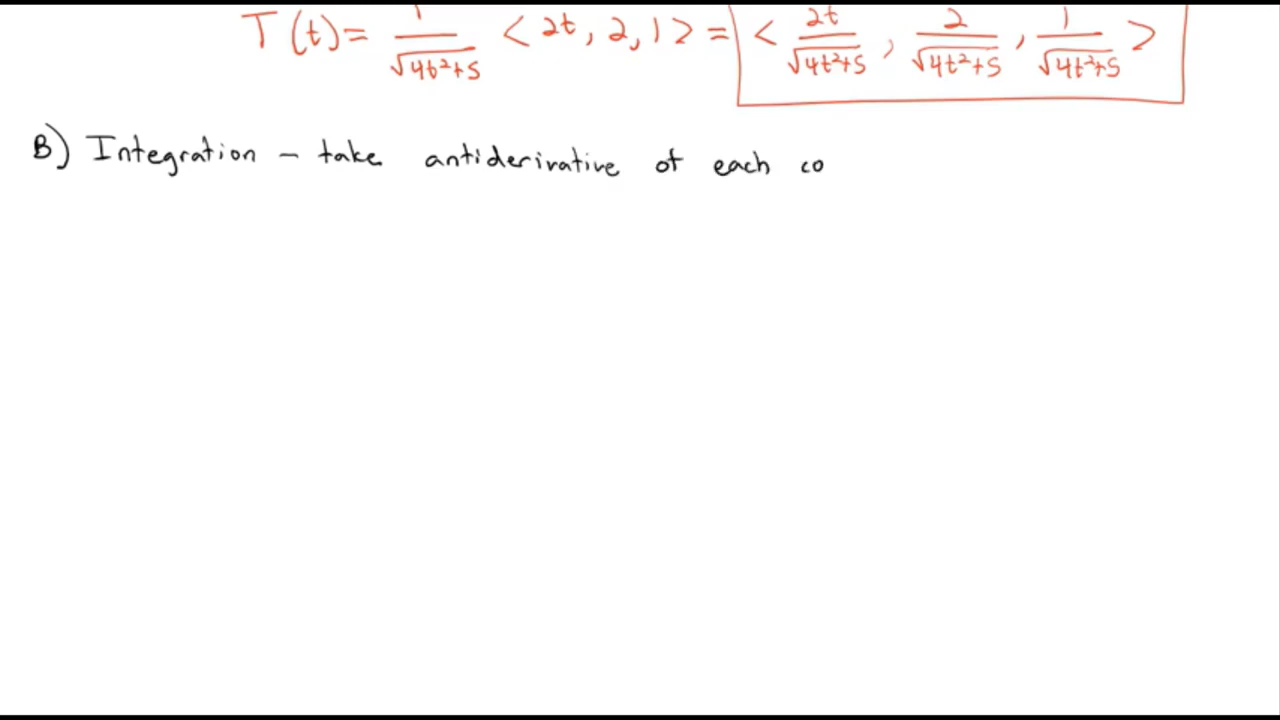 T(t) = 1/√4t²+5 < 2t, 2, 1 > = < 2t/√4t²+5, 2/√4t²+5, 1/√4t²+5 >
B) Integration – take antiderivative of each co